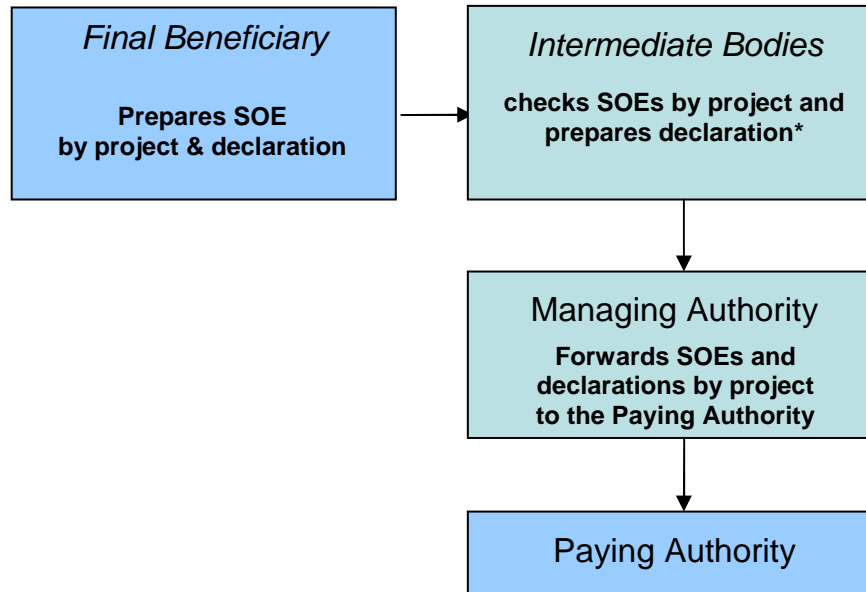 Final Beneficiary
Prepares SOE
by project & declaration
Intermediate Bodies
checks SOEs by project and
prepares declaration*
Managing Authority
Forwards SOEs and
declarations by project
to the Paying Authority
Paying Authority